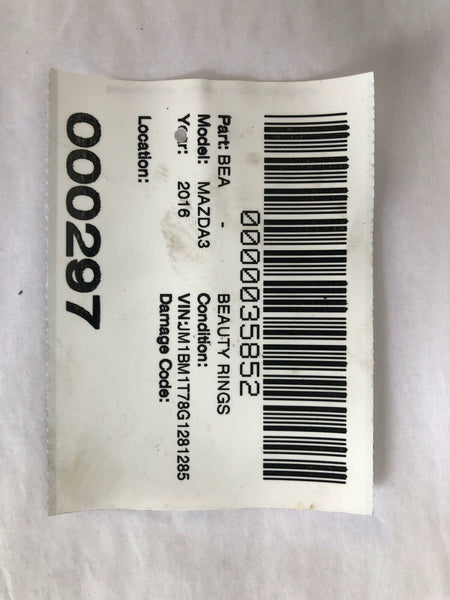 0000035852
Part: BEA - BEAUTY RINGS
Model: MAZDA3 Condition:
Year: 2016 VIN:JM1BM1T78G1281285
Damage Code:
Location:
000297